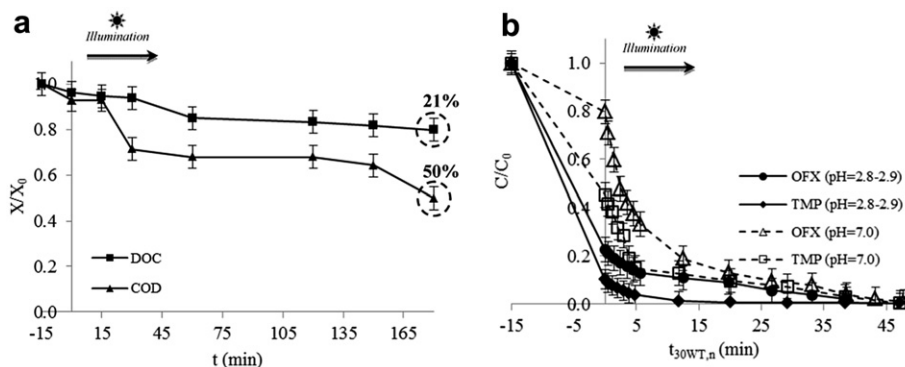 a
Illumination
X/X0
1.0
0.8
0.6
0.4
0.2
0.0
21%
50%
DOC
COD
-15 15 45 75 105 135 165
t (min)
b
Illumination
C/C0
1.0
0.8
0.6
0.4
0.2
0.0
OFX (pH=2.8-2.9)
TMP (pH=2.8-2.9)
OFX (pH=7.0)
TMP (pH=7.0)
-15 -5 5 15 25 35 45
t30WT,n (min)